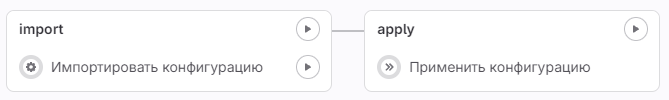 import
Импортировать конфигурацию
apply
Применить конфигурацию